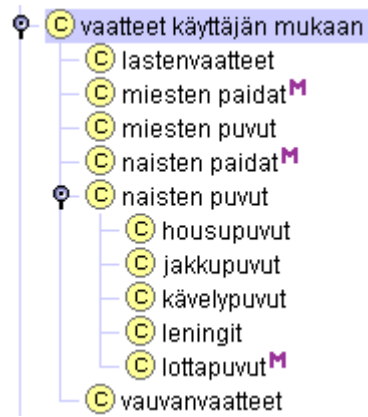 C vaatteet käyttäjän mukaan
C lastenvaatteet
C miesten paidat M
C miesten puvut
C naisten paidat M
C naisten puvut
C housupuvut
C jakkupuvut
C kävelypuvut
C leningit
C lottapuvut M
C vauvanvaatteet